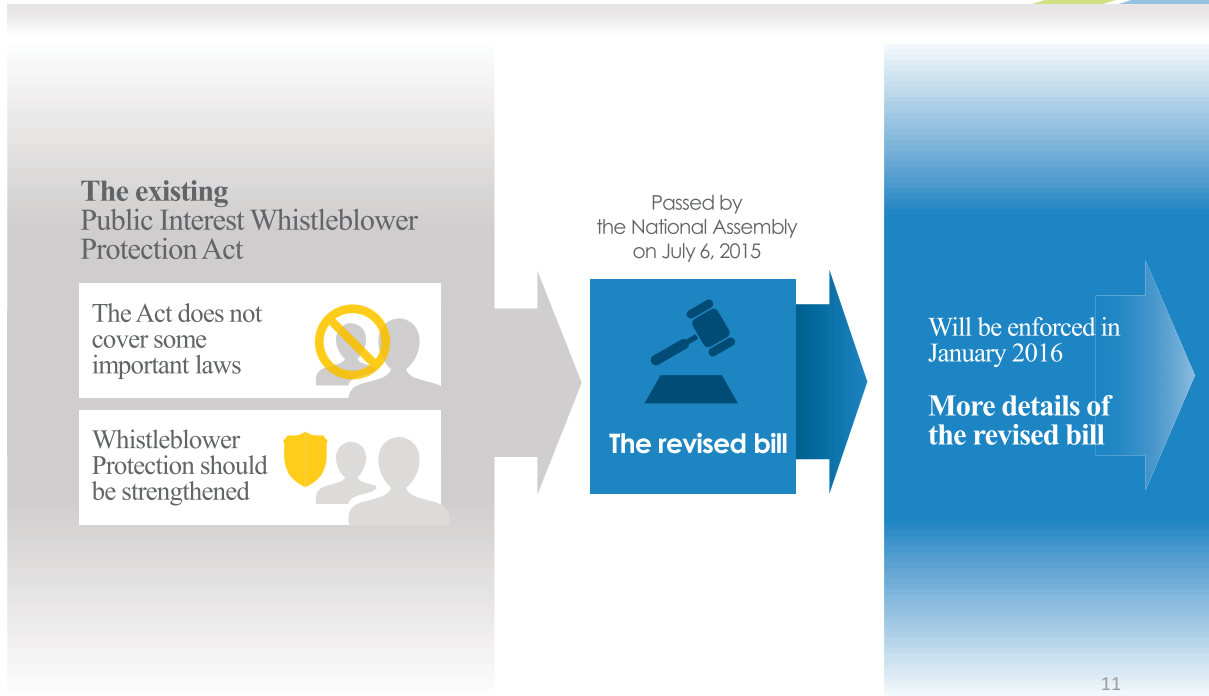 The existing
Public Interest Whistleblower
Protection Act
The Act does not
cover some
important laws
Whistleblower
Protection should
be strengthened
Passed by
the National Assembly
on July 6, 2015
The revised bill
Will be enforced in
January 2016
More details of
the revised bill
11